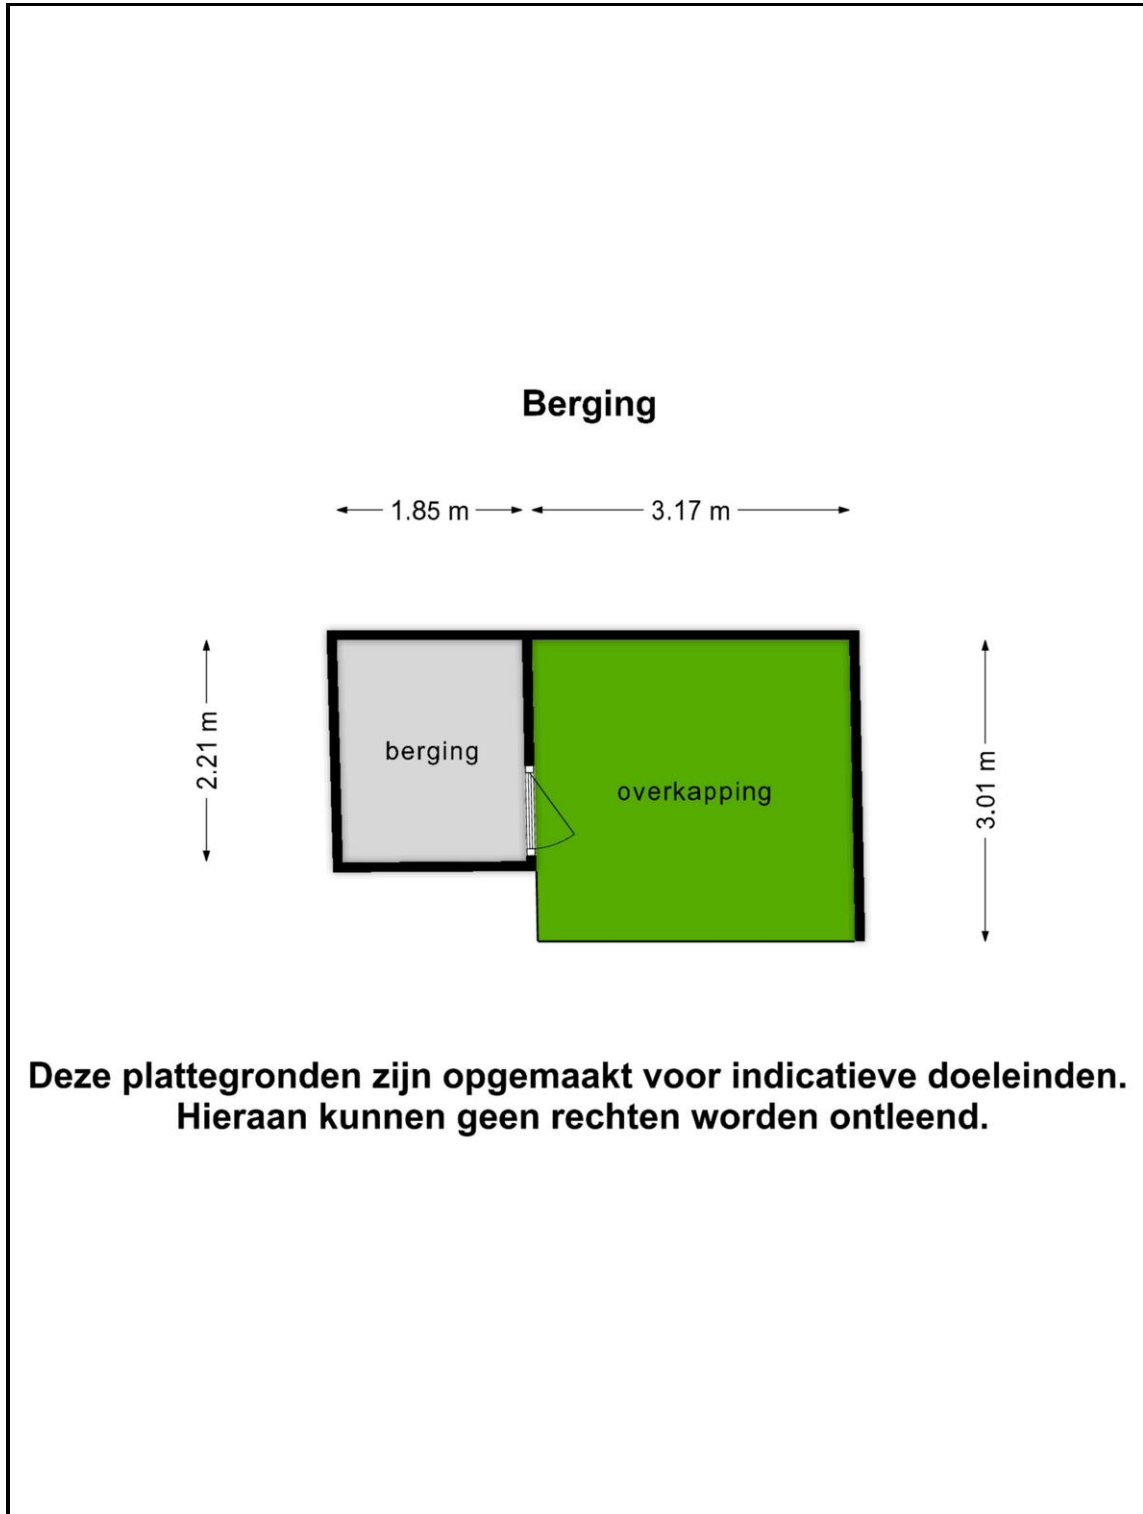 Berging
1.85 m
3.17 m
2.21 m
berging
overkapping
3.01 m
Deze plattegronden zijn opgemaakt voor indicatieve doeleinden.
Hieraan kunnen geen rechten worden ontleend.